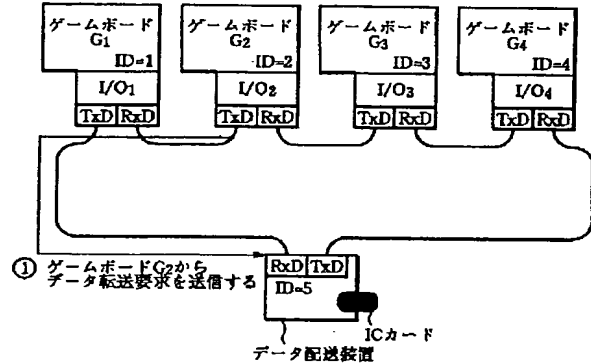 ゲームボード
G1
ID=1
I/O1
TxD RxD
ゲームボード
G2
ID=2
I/O2
TxD RxD
ゲームボード
G3
ID=3
I/O3
TxD RxD
ゲームボード
G4
ID=4
I/O4
TxD RxD
① ゲームボードG2から
データ転送要求を送信する
RxD TxD
ID=5
ICカード
データ配送装置